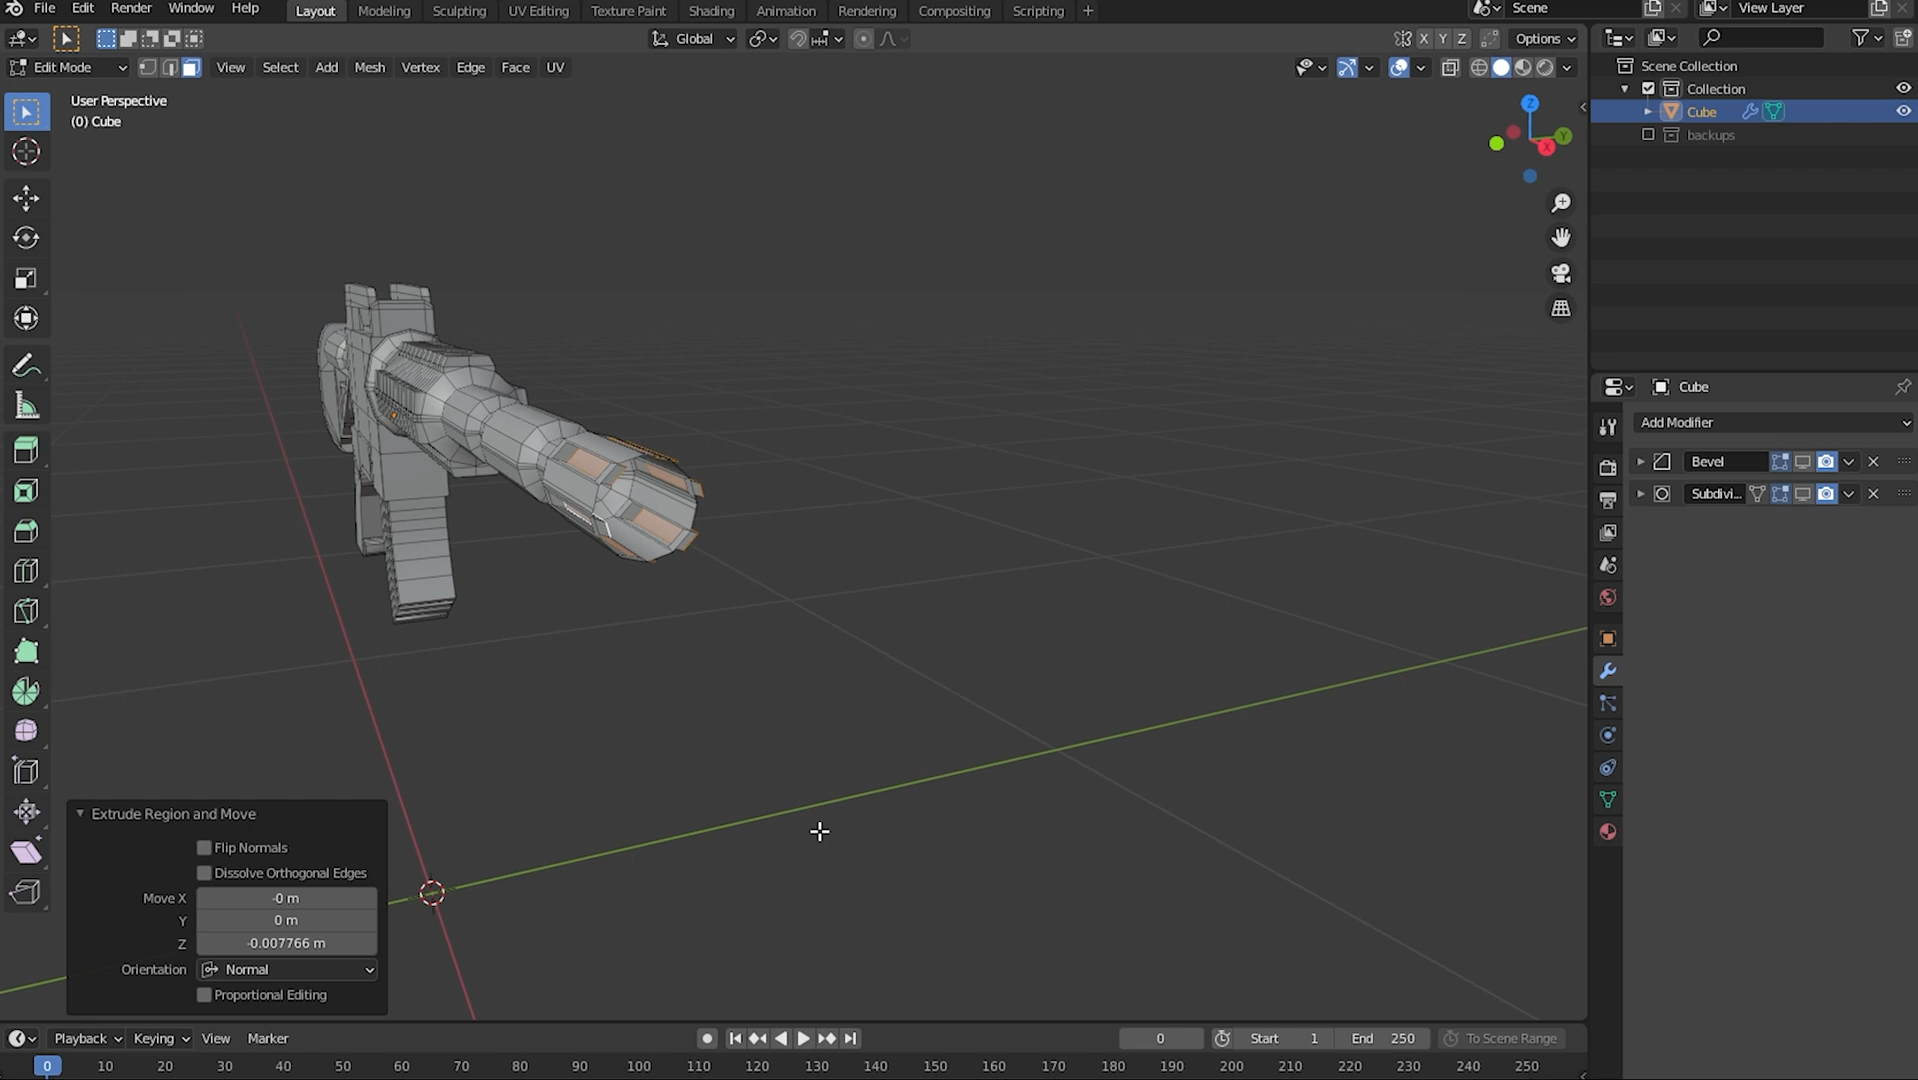 File Edit Render Window Help Layout Modeling Sculpting UV Editing Texture Paint Shading Animation Rendering Compositing Scripting + Scene View Layer
Global X Y Z Options
Edit Mode View Select Add Mesh Vertex Edge Face UV
User Perspective
(0) Cube
Z
Y
X
Scene Collection
Collection
Cube
backups
Cube
Add Modifier
Bevel
Subdivi...
Extrude Region and Move
Flip Normals
Dissolve Orthogonal Edges
Move X -0 m
Y 0 m
Z -0.007766 m
Orientation Normal
Proportional Editing
Playback Keying View Marker 0 Start 1 End 250 To Scene Range
0 10 20 30 40 50 60 70 80 90 100 110 120 130 140 150 160 170 180 190 200 210 220 230 240 250